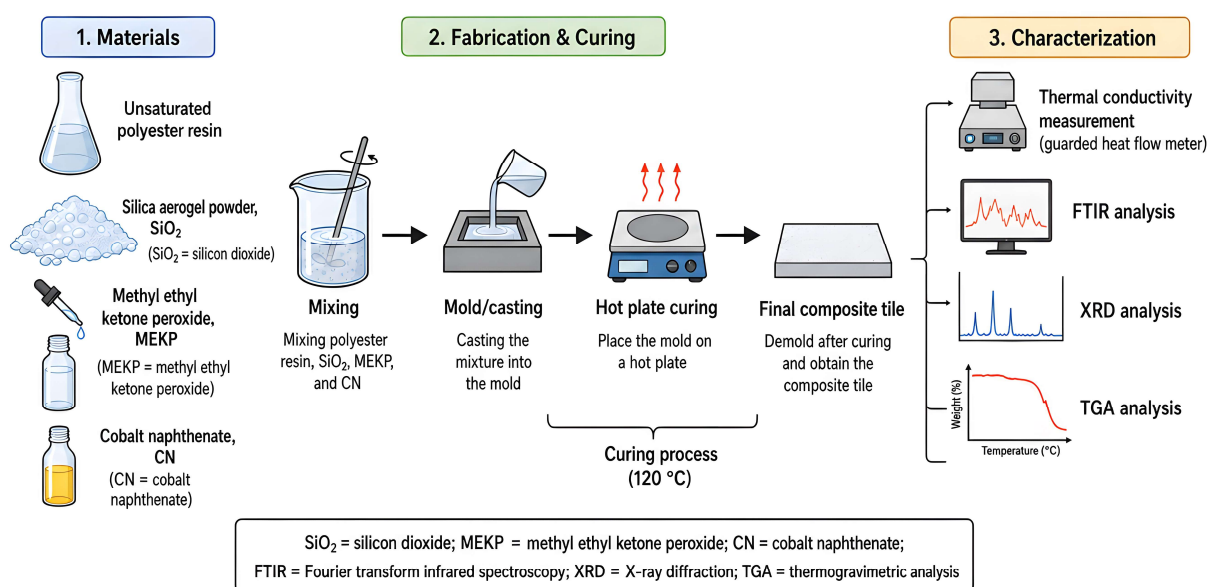 1. Materials
Unsaturated
polyester resin
Silica aerogel powder,
SiO₂
(SiO₂ = silicon dioxide)
Methyl ethyl
ketone peroxide,
MEKP
(MEKP = methyl ethyl
ketone peroxide)
Cobalt naphthenate,
CN
(CN = cobalt
naphthenate)
2. Fabrication & Curing
Mixing
Mixing polyester
resin, SiO₂, MEKP,
and CN
Mold/casting
Casting the
mixture into
the mold
Hot plate curing
Place the mold on
a hot plate
Final composite tile
Demold after curing
and obtain the
composite tile
Curing process
(120 °C)
3. Characterization
Thermal conductivity
measurement
(guarded heat flow meter)
FTIR analysis
XRD analysis
Weight (%)
Temperature (°C)
TGA analysis
SiO₂ = silicon dioxide; MEKP = methyl ethyl ketone peroxide; CN = cobalt naphthenate;
FTIR = Fourier transform infrared spectroscopy; XRD = X-ray diffraction; TGA = thermogravimetric analysis